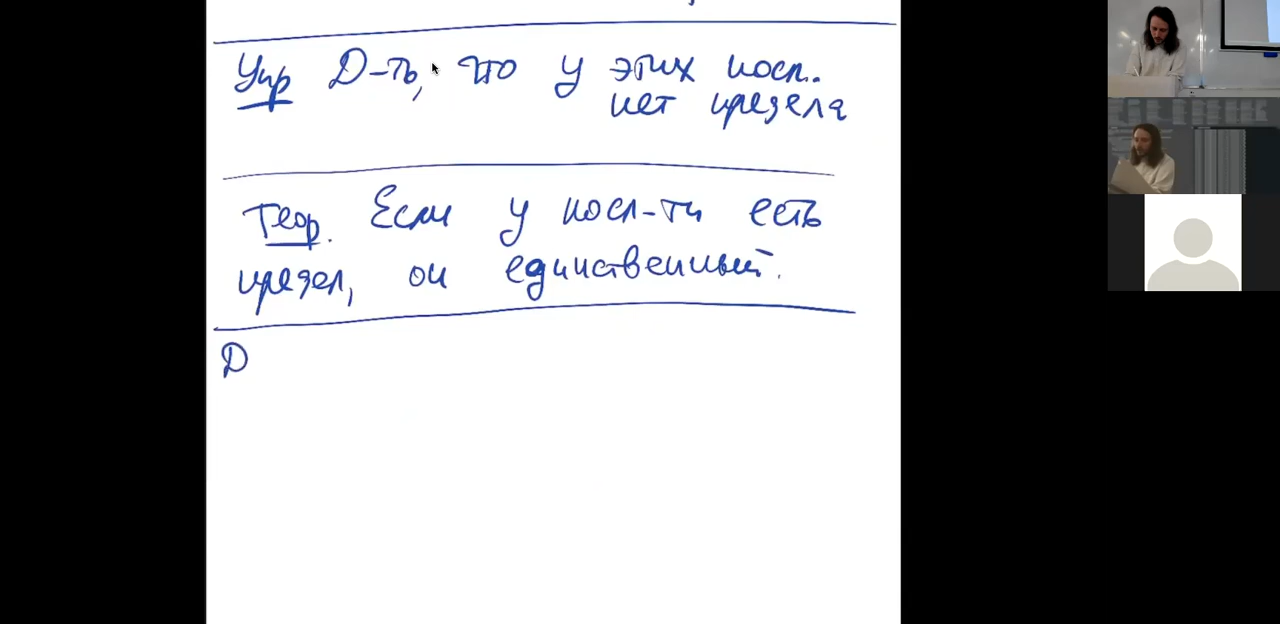 Упр Д-ть, что у этих посл..
нет предела
Теор. Если у посл-ти есть
предел, он единственный.
Д